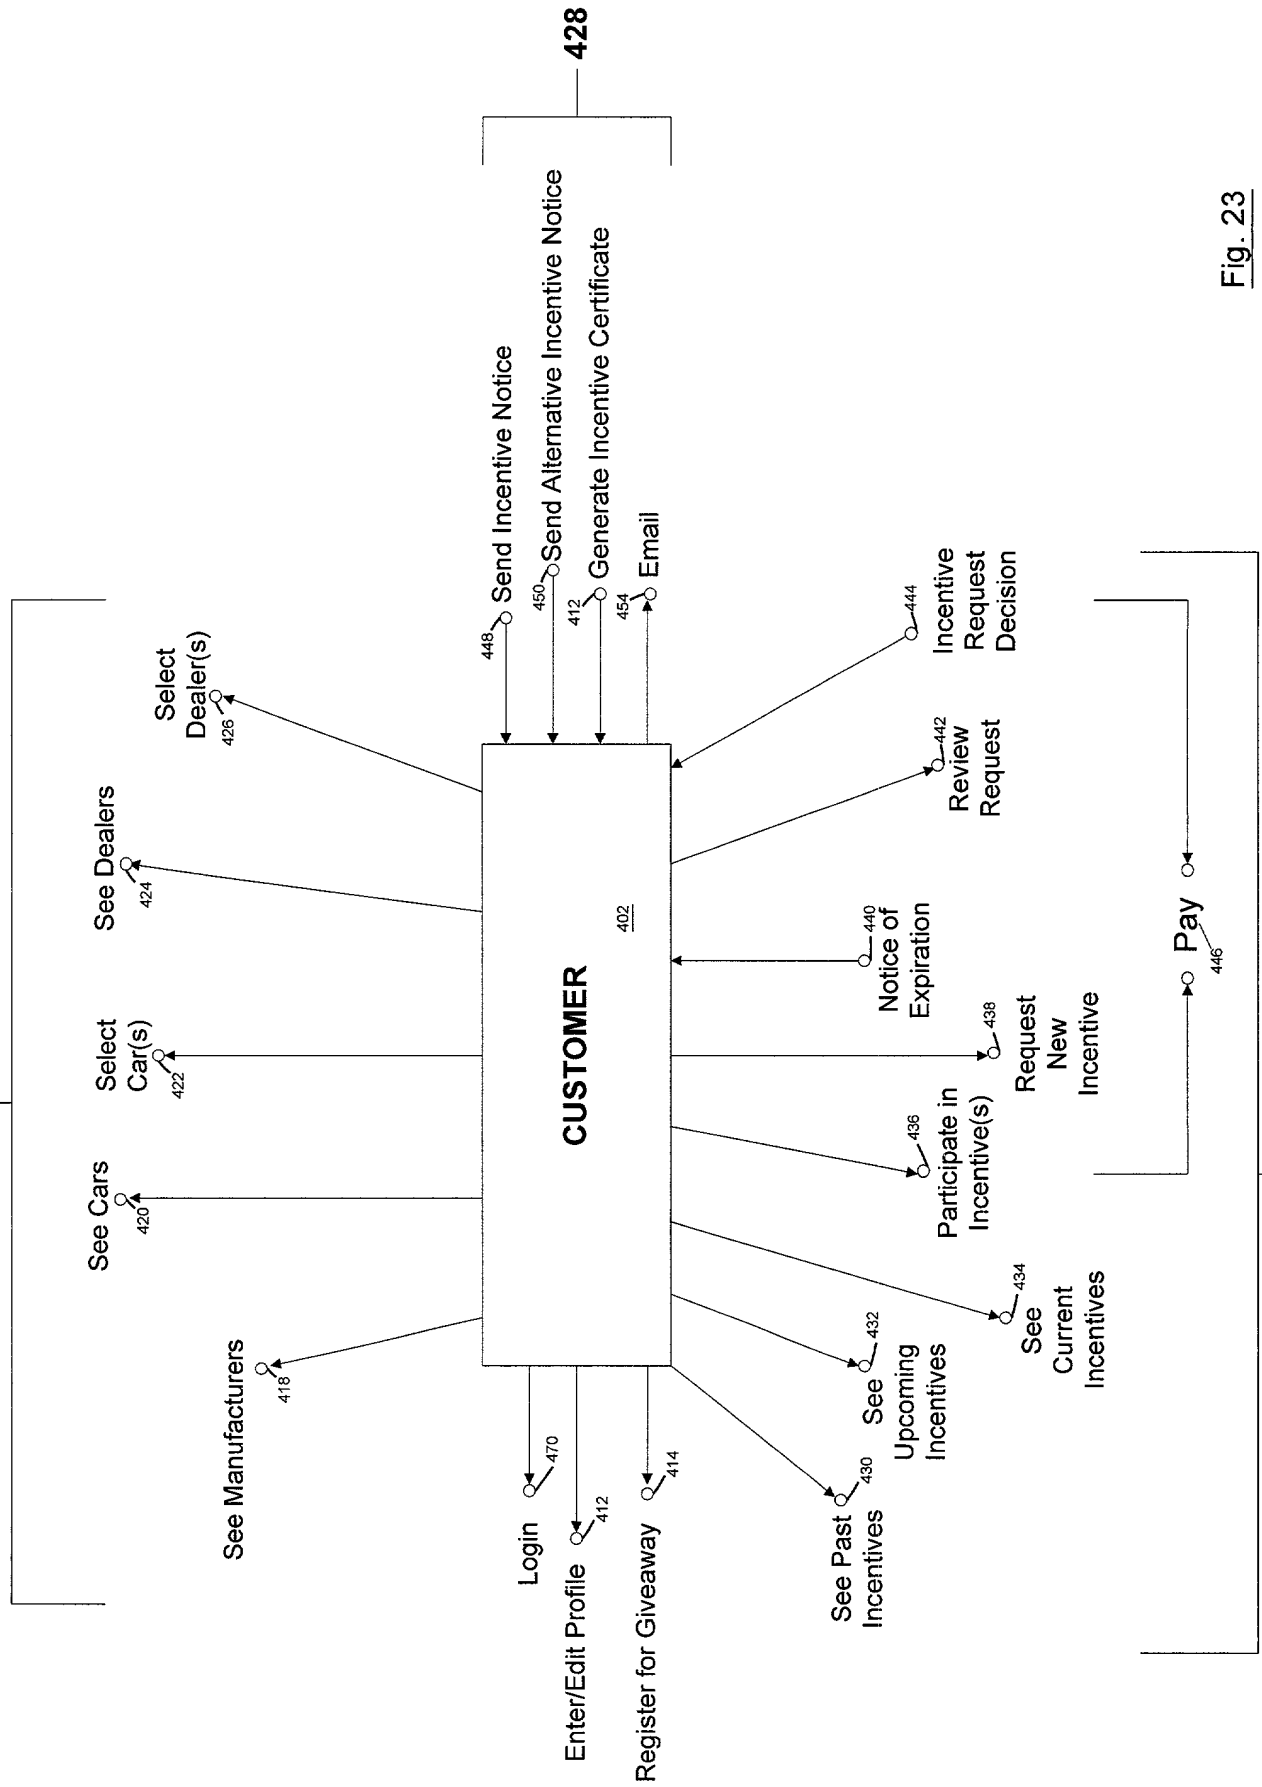 See Manufacturers
418
See Cars
420
Select
Car(s)
422
See Dealers
424
Select
Dealer(s)
426
Login
470
Enter/Edit Profile
412
Register for Giveaway
414
CUSTOMER
402
448
Send Incentive Notice
450
Send Alternative Incentive Notice
412
Generate Incentive Certificate
454
Email
428
See Past
Incentives
430
See
Upcoming
Incentives
432
See
Current
Incentives
434
Participate in
Incentive(s)
436
Request
New
Incentive
438
Notice of
Expiration
440
Review
Request
442
Incentive
Request
Decision
444
Pay
446
Fig. 23